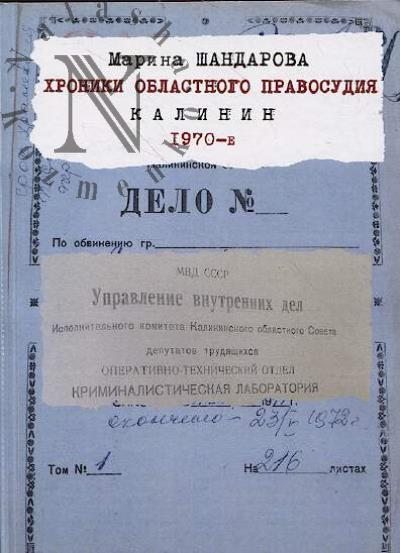 Марина ШАНДАРОВА
ХРОНИКИ ОБЛАСТНОГО ПРАВОСУДИЯ
КАЛИНИН
1970-Е
ДЕЛО №
По обвинению гр.
МВД СССР
Управление внутренних дел
Исполнительного комитета Калининского областного Совета
депутатов трудящихся
ОПЕРАТИВНО-ТЕХНИЧЕСКИЙ ОТДЕЛ
КРИМИНАЛИСТИЧЕСКАЯ ЛАБОРАТОРИЯ
окончено - 23/V 1972г.
Том № 1 На 216 листах